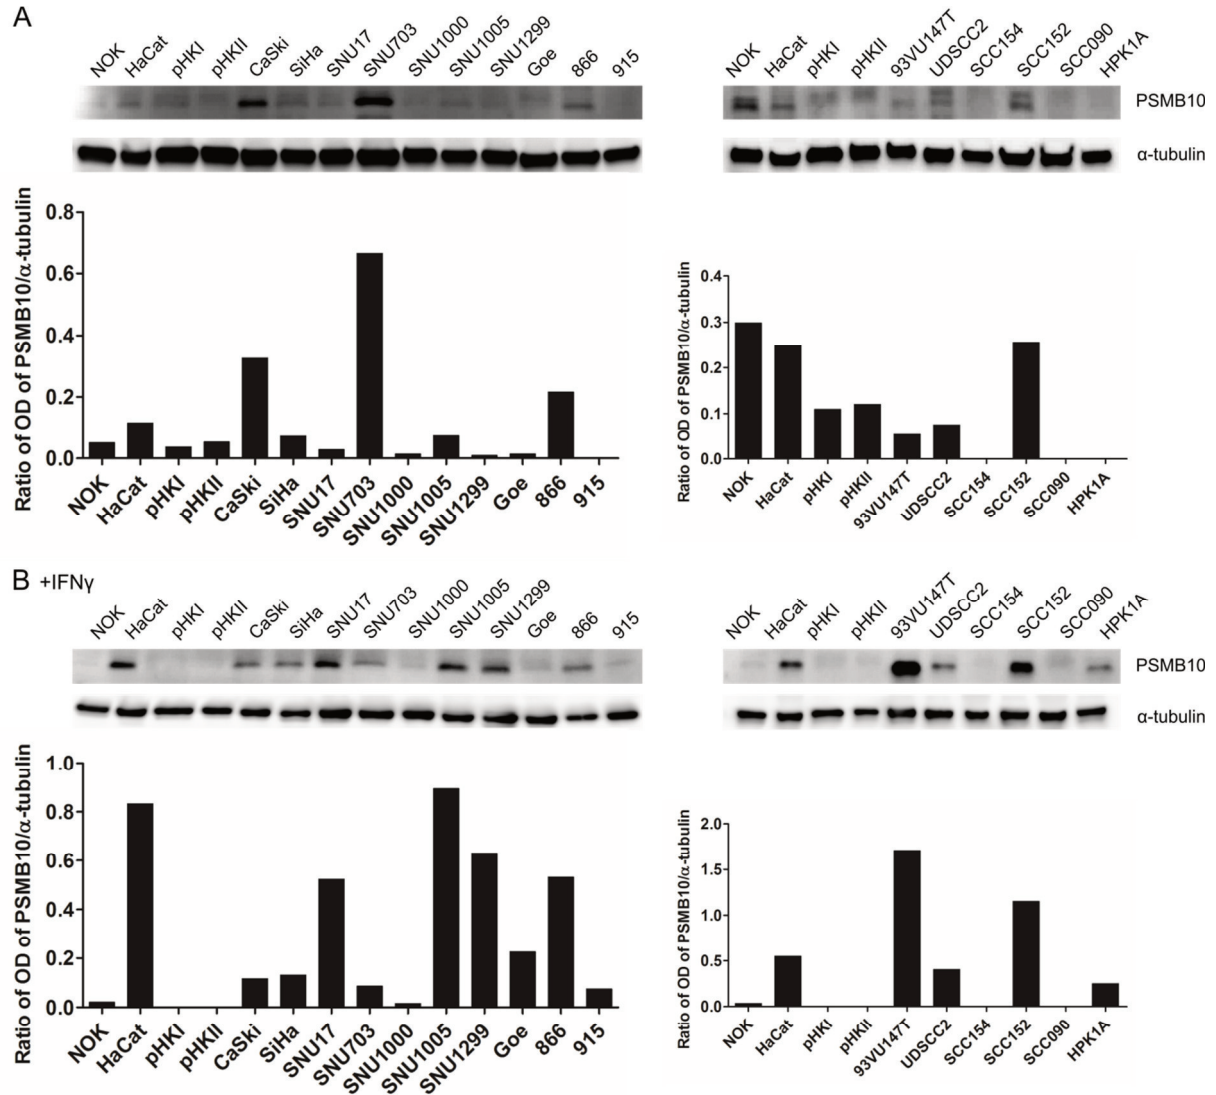 A
NOK HaCat pHKI pHKII CaSki SiHa SNU17 SNU703 SNU1000 SNU1005 SNU1299 Goe 866 915
NOK HaCat pHKI pHKII 93VU147T UDSCC2 SCC154 SCC152 SCC090 HPK1A
PSMB10
α-tubulin
Ratio of OD of PSMB10/α-tubulin
0.8
0.6
0.4
0.2
0.0
NOK HaCat pHKI pHKII CaSki SiHa SNU17 SNU703 SNU1000 SNU1005 SNU1299 Goe 866 915
Ratio of OD of PSMB10/α-tubulin
0.4
0.3
0.2
0.1
0.0
NOK HaCat pHKI pHKII 93VU147T UDSCC2 SCC154 SCC152 SCC090 HPK1A
B +IFNγ
NOK HaCat pHKI pHKII CaSki SiHa SNU17 SNU703 SNU1000 SNU1005 SNU1299 Goe 866 915
NOK HaCat pHKI pHKII 93VU147T UDSCC2 SCC154 SCC152 SCC090 HPK1A
PSMB10
α-tubulin
Ratio of OD of PSMB10/α-tubulin
1.0
0.8
0.6
0.4
0.2
0.0
NOK HaCat pHKI pHKII CaSki SiHa SNU17 SNU703 SNU1000 SNU1005 SNU1299 Goe 866 915
Ratio of OD of PSMB10/α-tubulin
2.0
1.5
1.0
0.5
0.0
NOK HaCat pHKI pHKII 93VU147T UDSCC2 SCC154 SCC152 SCC090 HPK1A